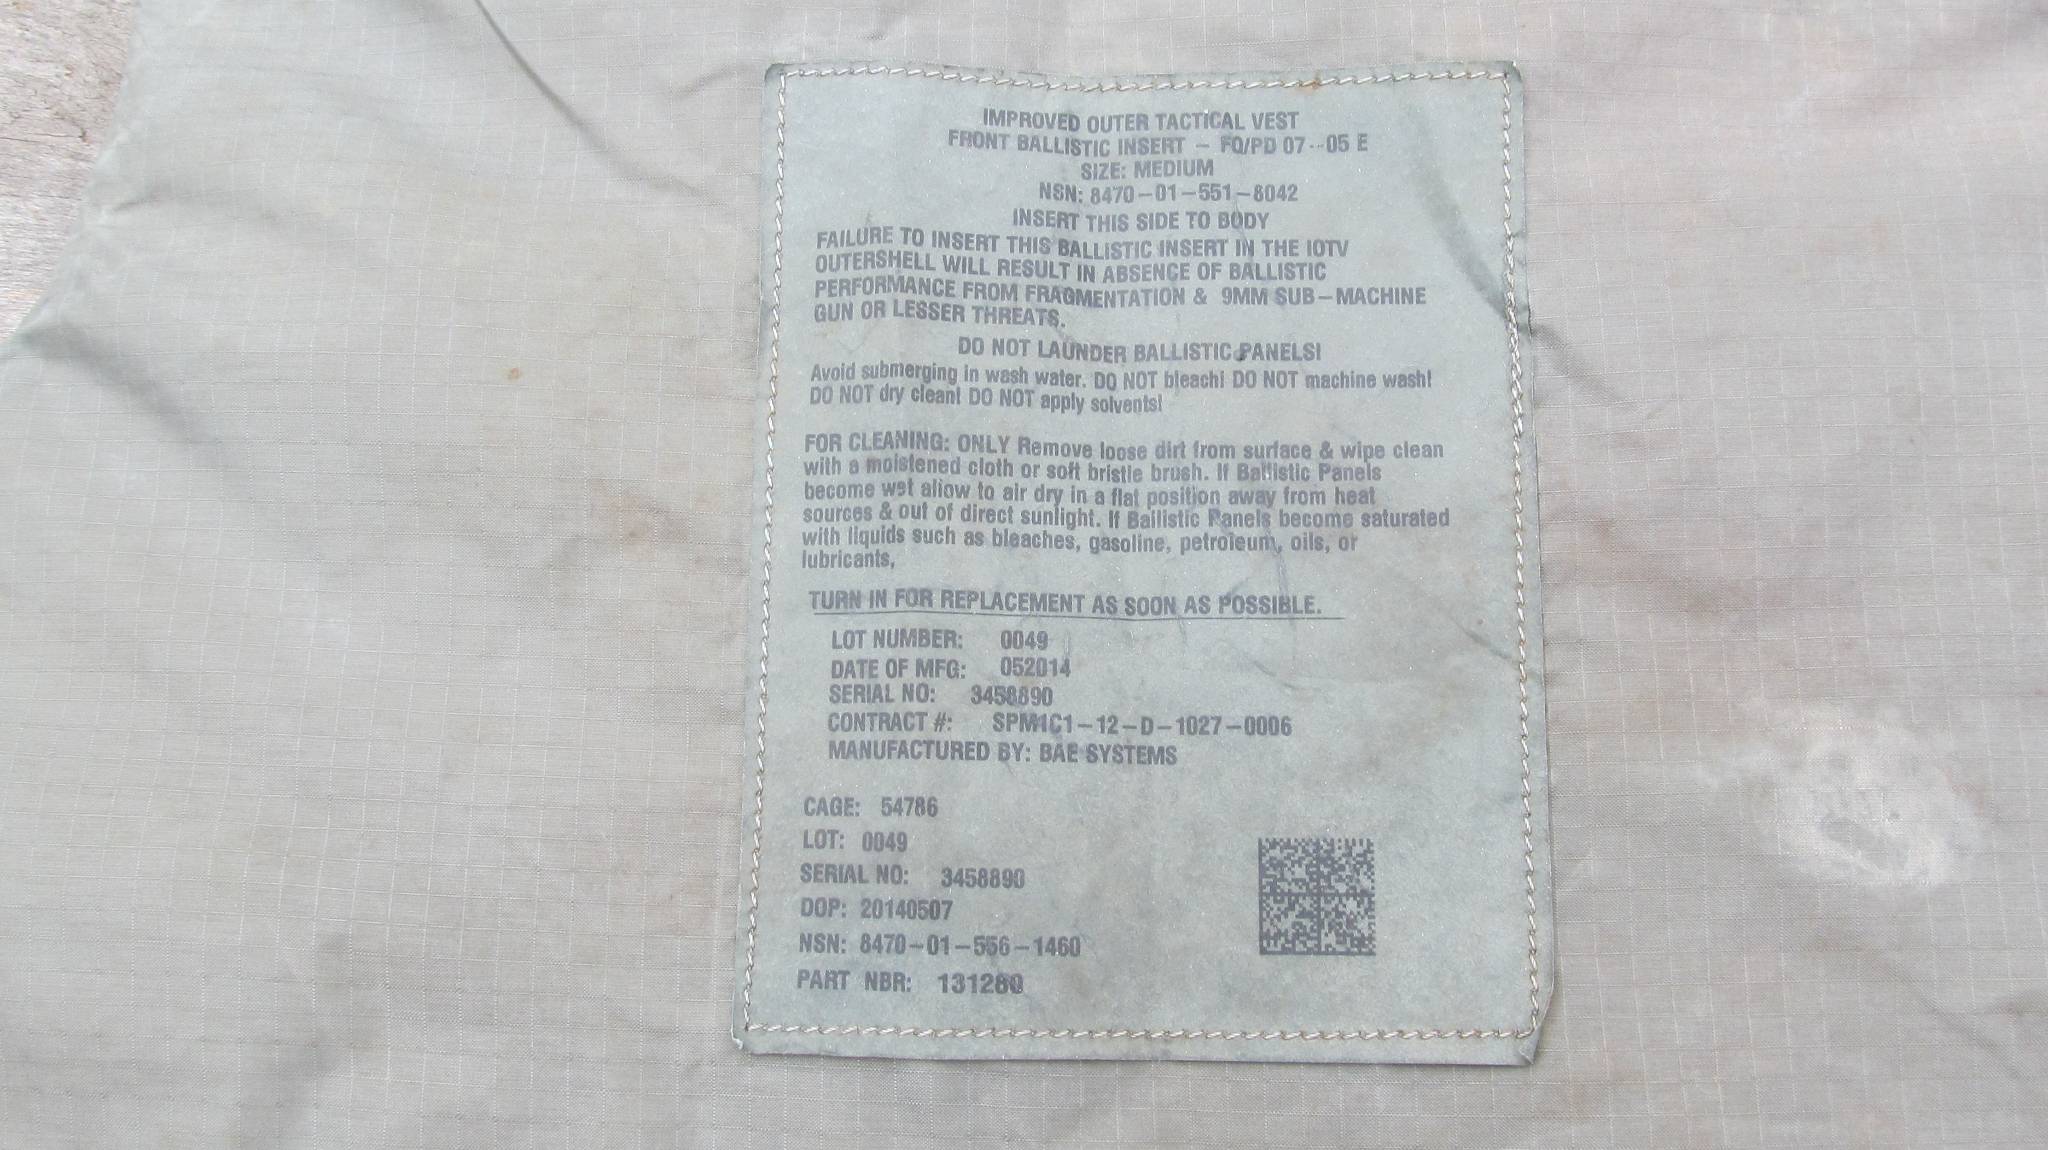 IMPROVED OUTER TACTICAL VEST
FRONT BALLISTIC INSERT – FQ/PD 07-05 E
SIZE: MEDIUM
NSN: 8470-01-551-8042
INSERT THIS SIDE TO BODY
FAILURE TO INSERT THIS BALLISTIC INSERT IN THE IOTV
OUTERSHELL WILL RESULT IN ABSENCE OF BALLISTIC
PERFORMANCE FROM FRAGMENTATION & 9MM SUB-MACHINE
GUN OR LESSER THREATS.
DO NOT LAUNDER BALLISTIC PANELS!
Avoid submerging in wash water. DO NOT bleach! DO NOT machine wash!
DO NOT dry clean! DO NOT apply solvents!
FOR CLEANING: ONLY Remove loose dirt from surface & wipe clean
with a moistened cloth or soft bristle brush. If Ballistic Panels
become wet allow to air dry in a flat position away from heat
sources & out of direct sunlight. If Ballistic Panels become saturated
with liquids such as bleaches, gasoline, petroleum, oils, or
lubricants,
TURN IN FOR REPLACEMENT AS SOON AS POSSIBLE.
LOT NUMBER: 0049
DATE OF MFG: 052014
SERIAL NO: 3458890
CONTRACT #: SPM1C1-12-D-1027-0006
MANUFACTURED BY: BAE SYSTEMS
CAGE: 54786
LOT: 0049
SERIAL NO: 3458890
DOP: 20140507
NSN: 8470-01-556-1460
PART NBR: 131280